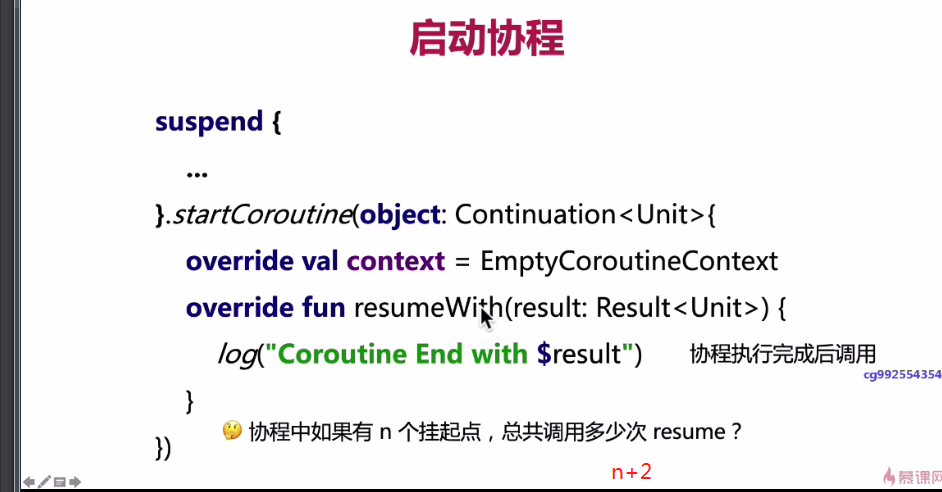 启动协程
suspend {
...
}.startCoroutine(object: Continuation<Unit>{
override val context = EmptyCoroutineContext
override fun resumeWith(result: Result<Unit>) {
log("Coroutine End with $result") 协程执行完成后调用
cg992554354
}
🤔 协程中如果有 n 个挂起点，总共调用多少次 resume？
})
n+2
慕课网